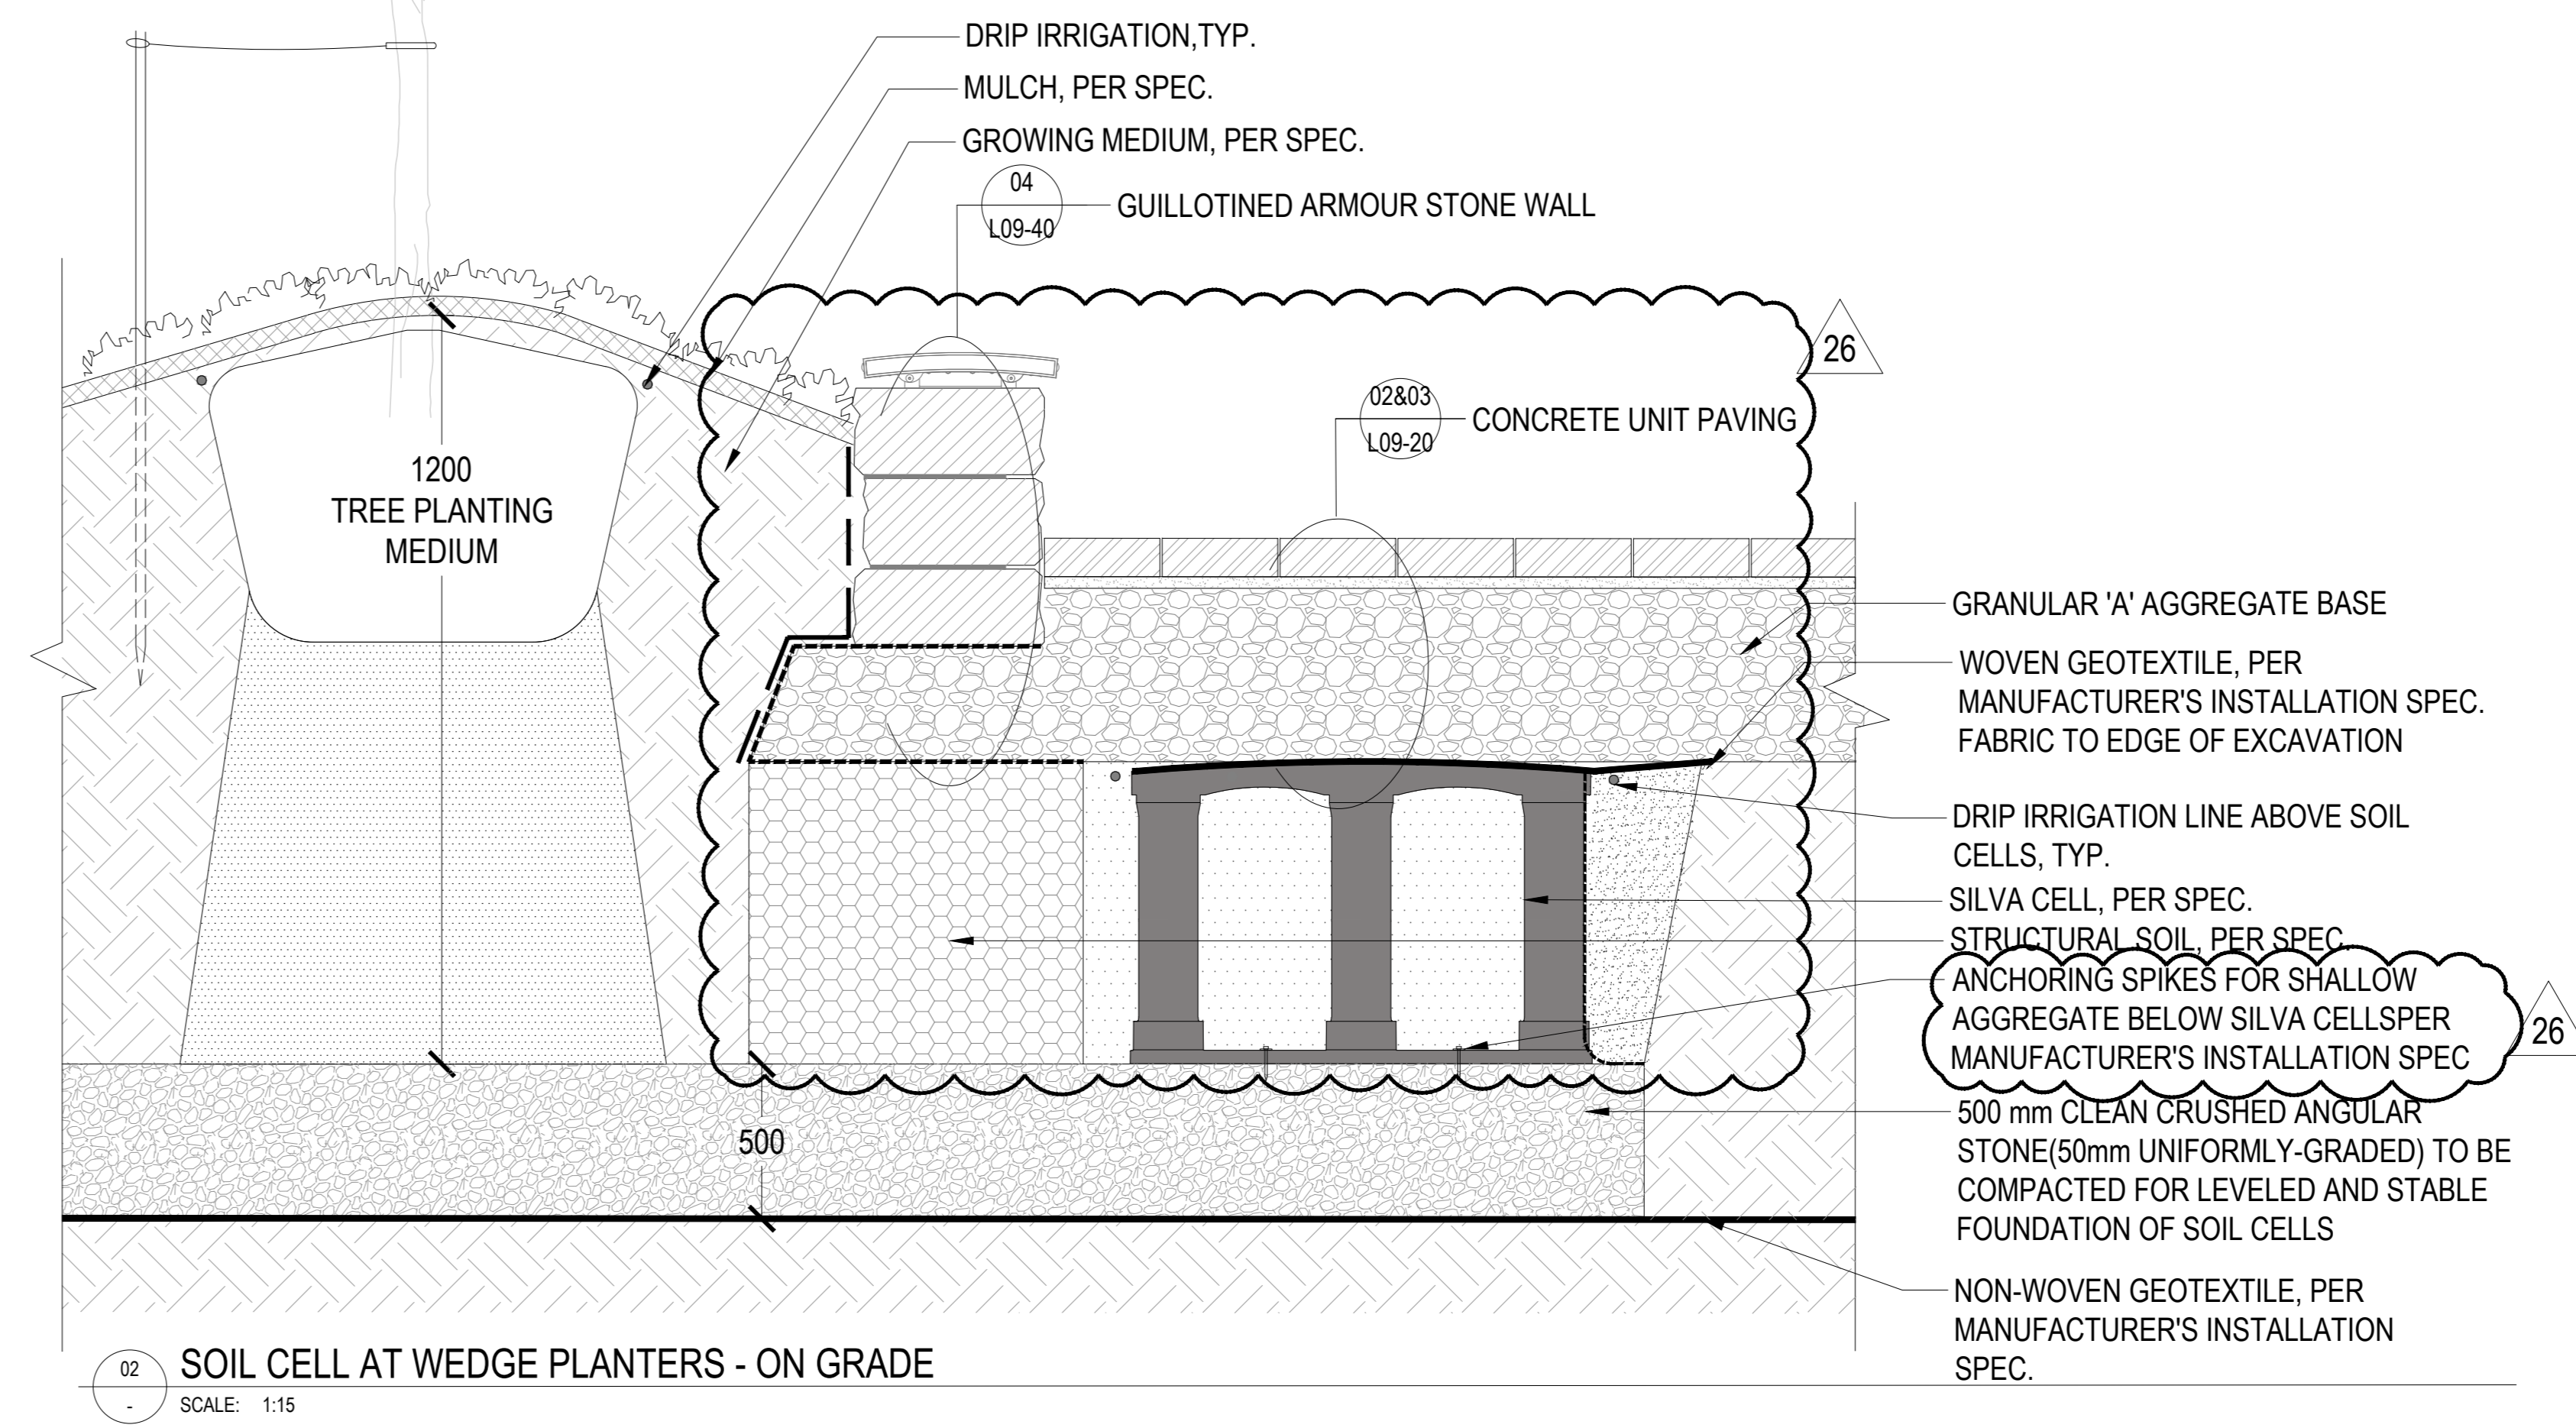 DRIP IRRIGATION,TYP.
MULCH, PER SPEC.
GROWING MEDIUM, PER SPEC.
04
L09-40
GUILLOTINED ARMOUR STONE WALL
26
02&03
L09-20
CONCRETE UNIT PAVING
1200
TREE PLANTING
MEDIUM
GRANULAR 'A' AGGREGATE BASE
WOVEN GEOTEXTILE, PER
MANUFACTURER'S INSTALLATION SPEC.
FABRIC TO EDGE OF EXCAVATION
DRIP IRRIGATION LINE ABOVE SOIL
CELLS, TYP.
SILVA CELL, PER SPEC.
STRUCTURAL SOIL, PER SPEC.
ANCHORING SPIKES FOR SHALLOW
AGGREGATE BELOW SILVA CELLSPER
MANUFACTURER'S INSTALLATION SPEC
26
500 mm CLEAN CRUSHED ANGULAR
STONE(50mm UNIFORMLY-GRADED) TO BE
COMPACTED FOR LEVELED AND STABLE
FOUNDATION OF SOIL CELLS
500
NON-WOVEN GEOTEXTILE, PER
MANUFACTURER'S INSTALLATION
SPEC.
02
-
SOIL CELL AT WEDGE PLANTERS - ON GRADE
SCALE: 1:15